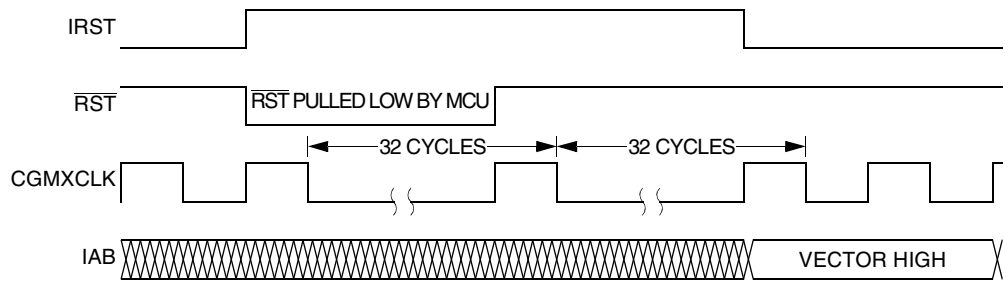 IRST
RST
RST PULLED LOW BY MCU
32 CYCLES
32 CYCLES
CGMXCLK
IAB
VECTOR HIGH